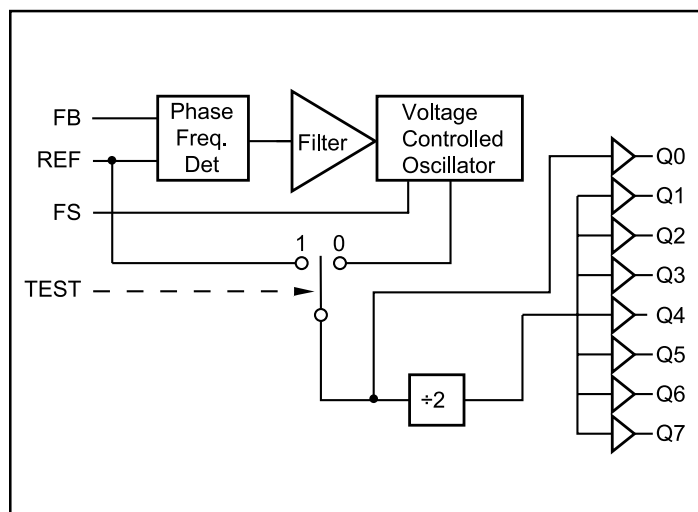 FB
REF
FS
TEST
Phase
Freq.
Det
Filter
Voltage
Controlled
Oscillator
1 0
÷2
Q0
Q1
Q2
Q3
Q4
Q5
Q6
Q7